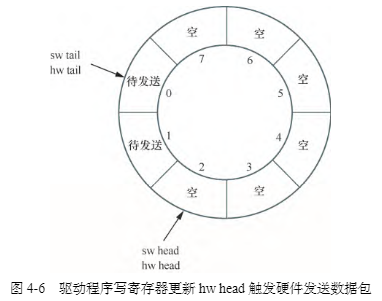 空
空
sw tail
hw tail
7
6
待发送
空
0
5
待发送
1
4
空
2
3
空
空
sw head
hw head
图 4-6 驱动程序写寄存器更新 hw head 触发硬件发送数据包